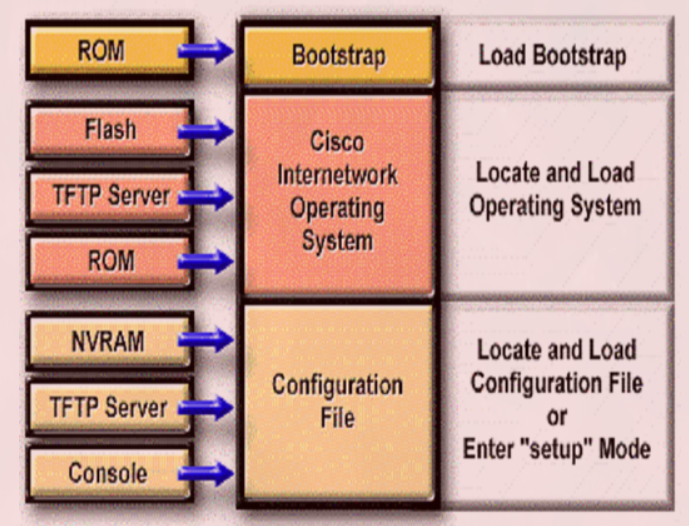 ROM
Bootstrap
Load Bootstrap
Flash
TFTP Server
ROM
Cisco
Internetwork
Operating
System
Locate and Load
Operating System
NVRAM
TFTP Server
Console
Configuration
File
Locate and Load
Configuration File
or
Enter "setup" Mode